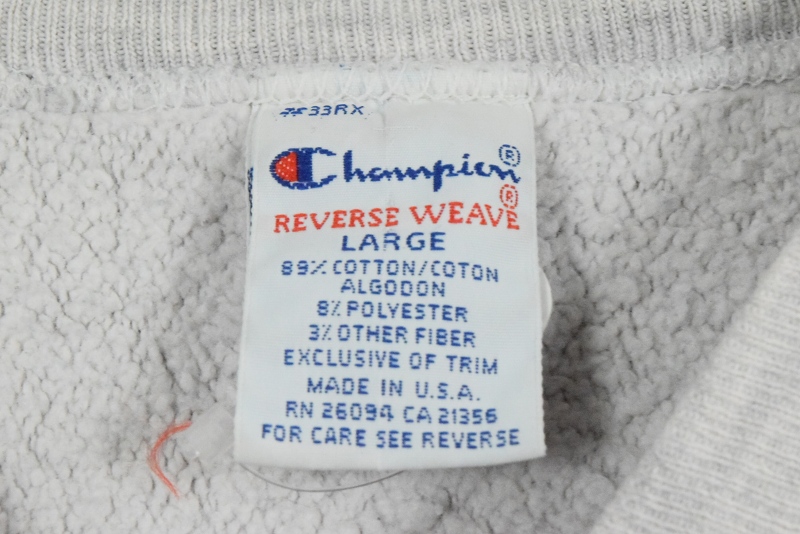 #33RX
Champion®
REVERSE WEAVE®
LARGE
89% COTTON/COTON
ALGODON
8% POLYESTER
3% OTHER FIBER
EXCLUSIVE OF TRIM
MADE IN U.S.A.
RN 26094 CA 21356
FOR CARE SEE REVERSE